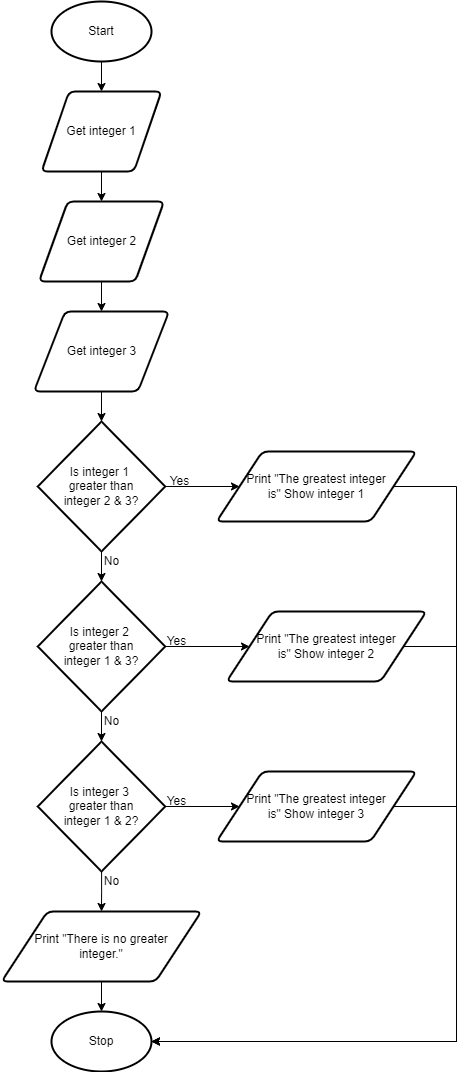 Start
Get integer 1
Get integer 2
Get integer 3
Is integer 1
greater than
integer 2 & 3?
Yes
Print "The greatest integer
is" Show integer 1
No
Is integer 2
greater than
integer 1 & 3?
Yes
Print "The greatest integer
is" Show integer 2
No
Is integer 3
greater than
integer 1 & 2?
Yes
Print "The greatest integer
is" Show integer 3
No
Print "There is no greater
integer."
Stop